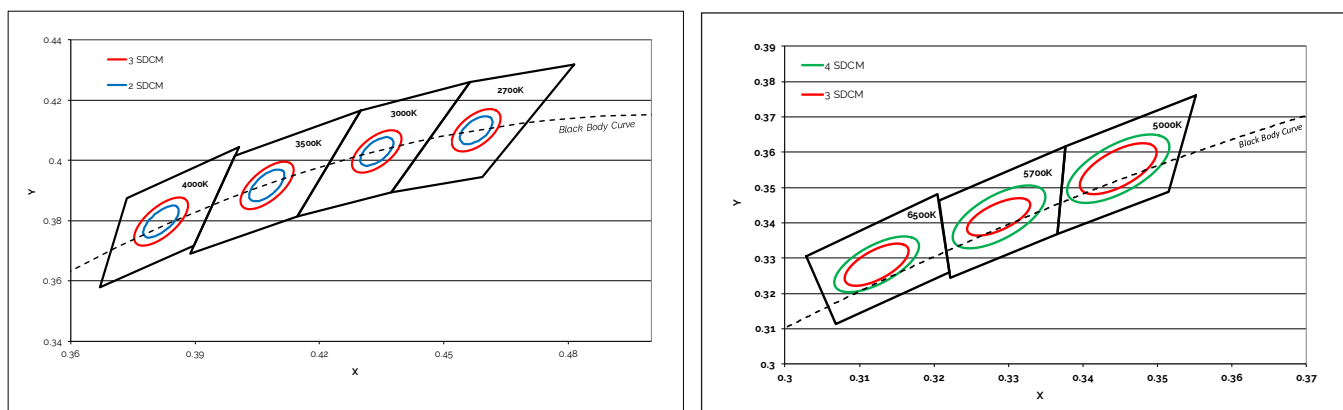 0.44
3 SDCM
2 SDCM
0.42
2700K
3000K
Black Body Curve
3500K
0.4
Y
4000K
0.38
0.36
0.34
0.36
0.39
0.42
0.45
0.48
X
0.39
4 SDCM
0.38
3 SDCM
0.37
5000K
Black Body Curve
0.36
5700K
0.35
Y
6500K
0.34
0.33
0.32
0.31
0.3
0.3
0.31
0.32
0.33
0.34
0.35
0.36
0.37
X